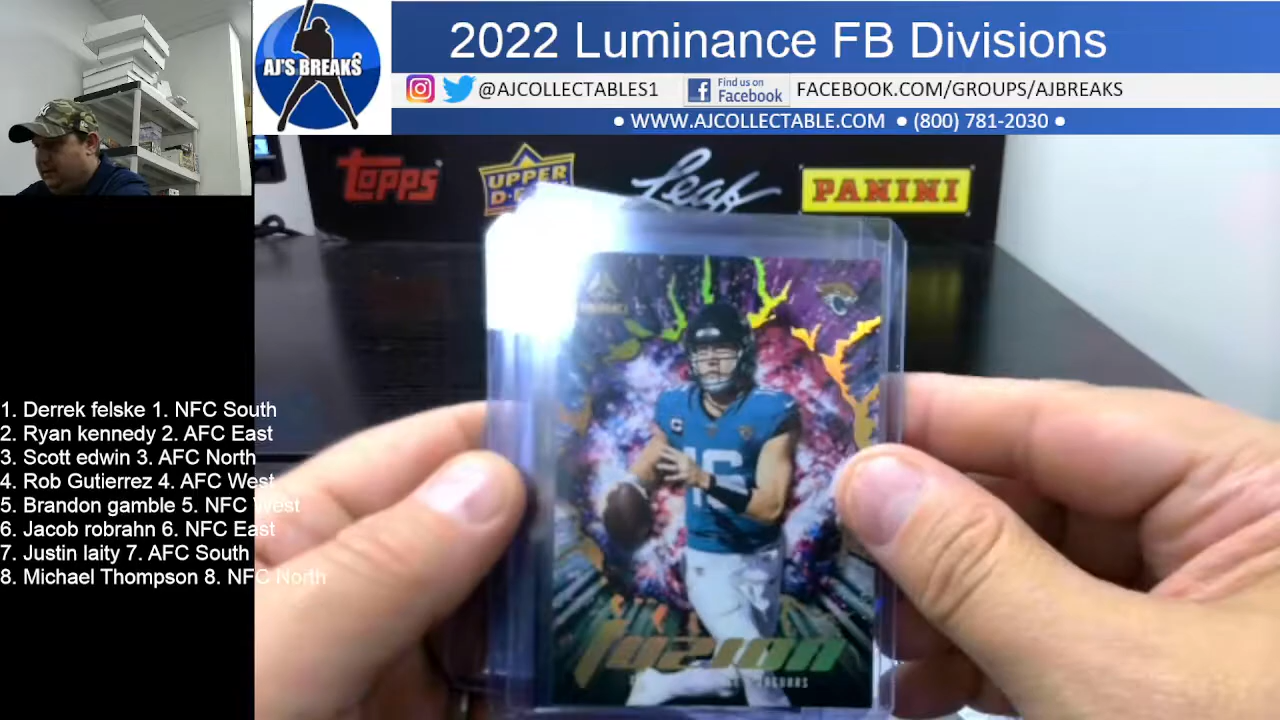 2022 Luminance FB Divisions
AJ'S BREAKS
@AJCOLLECTABLES1
Find us on
Facebook
FACEBOOK.COM/GROUPS/AJBREAKS
• WWW.AJCOLLECTABLE.COM • (800) 781-2030 •
TOPPS
UPPER
Leaf
PANINI
16
C
Fuzion
1. Derrek felske 1. NFC South
2. Ryan kennedy 2. AFC East
3. Scott edwin 3. AFC North
4. Rob Gutierrez 4. AFC West
5. Brandon gamble 5. NFC West
6. Jacob robrahn 6. NFC East
7. Justin laity 7. AFC South
8. Michael Thompson 8. NFC North